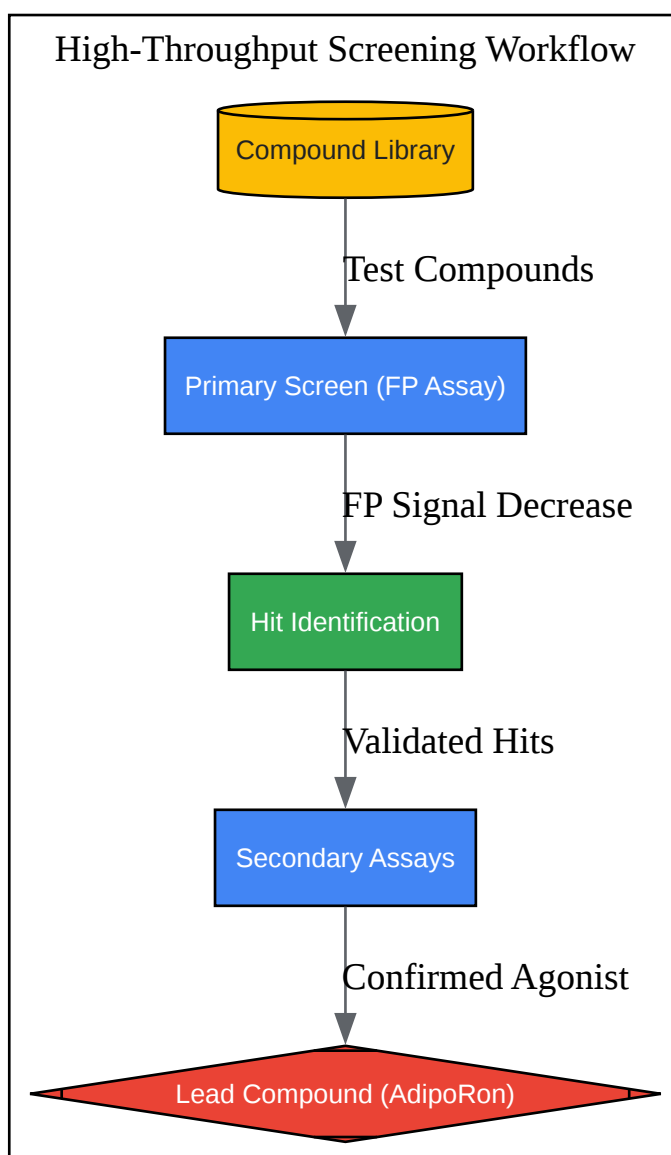 High-Throughput Screening Workflow
Compound Library
Test Compounds
Primary Screen (FP Assay)
FP Signal Decrease
Hit Identification
Validated Hits
Secondary Assays
Confirmed Agonist
Lead Compound (AdipoRon)